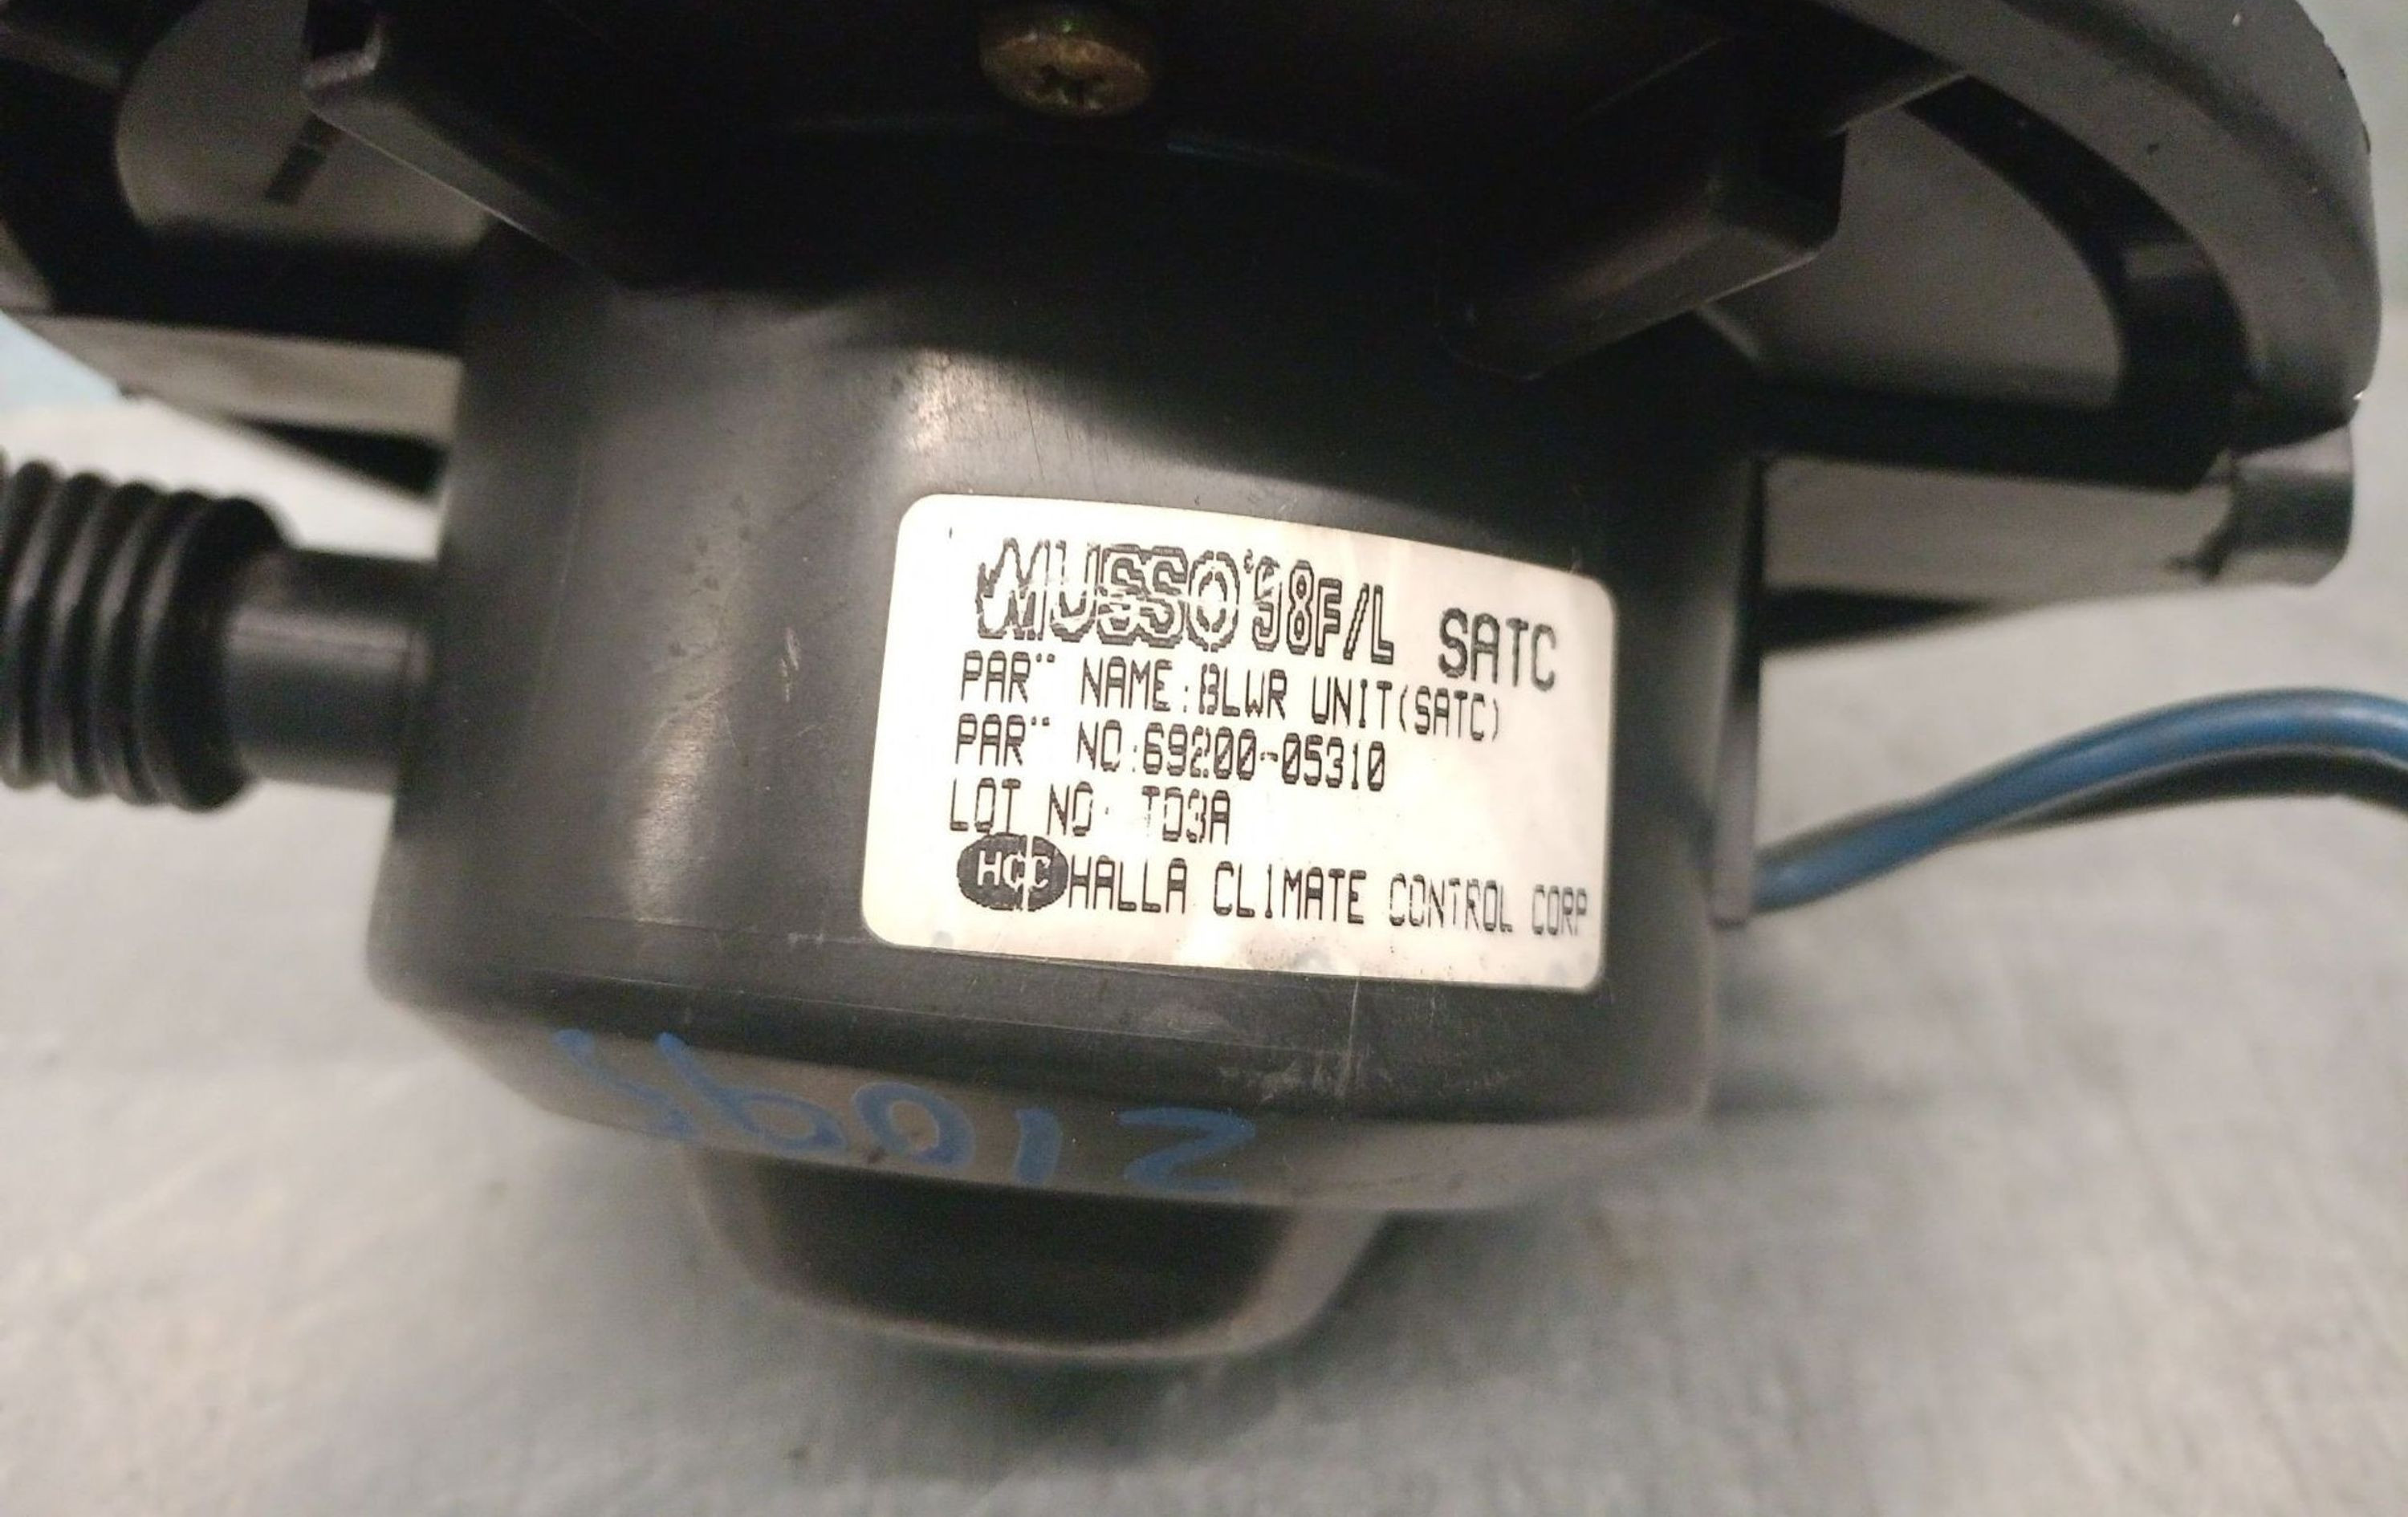 MUSSO'98F/L SATC
PAR¨ NAME:BLWR UNIT(SATC)
PAR¨ NO:69200-05310
LOT NO: TD3A
HCC HALLA CLIMATE CONTROL CORP